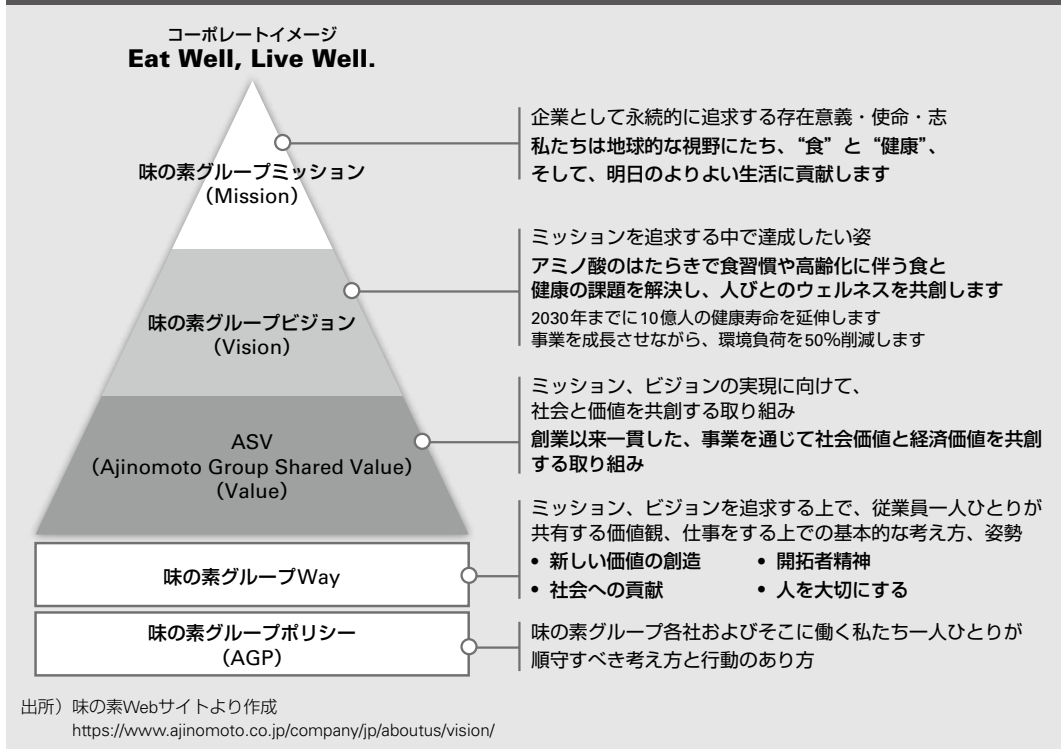 コーポレートイメージ
Eat Well, Live Well.
味の素グループミッション
（Mission）
企業として永続的に追求する存在意義・使命・志
私たちは地球的な視野にたち、“食” と “健康”、
そして、明日のよりよい生活に貢献します
味の素グループビジョン
（Vision）
ミッションを追求する中で達成したい姿
アミノ酸のはたらきで食習慣や高齢化に伴う食と
健康の課題を解決し、人びとのウェルネスを共創します
2030年までに10億人の健康寿命を延伸します
事業を成長させながら、環境負荷を50％削減します
ASV
（Ajinomoto Group Shared Value）
（Value）
ミッション、ビジョンの実現に向けて、
社会と価値を共創する取り組み
創業以来一貫した、事業を通じて社会価値と経済価値を共創
する取り組み
味の素グループWay
ミッション、ビジョンを追求する上で、従業員一人ひとりが
共有する価値観、仕事をする上での基本的な考え方、姿勢
• 新しい価値の創造 • 開拓者精神
• 社会への貢献 • 人を大切にする
味の素グループポリシー
（AGP）
味の素グループ各社およびそこに働く私たち一人ひとりが
順守すべき考え方と行動のあり方
出所）味の素Webサイトより作成
https://www.ajinomoto.co.jp/company/jp/aboutus/vision/